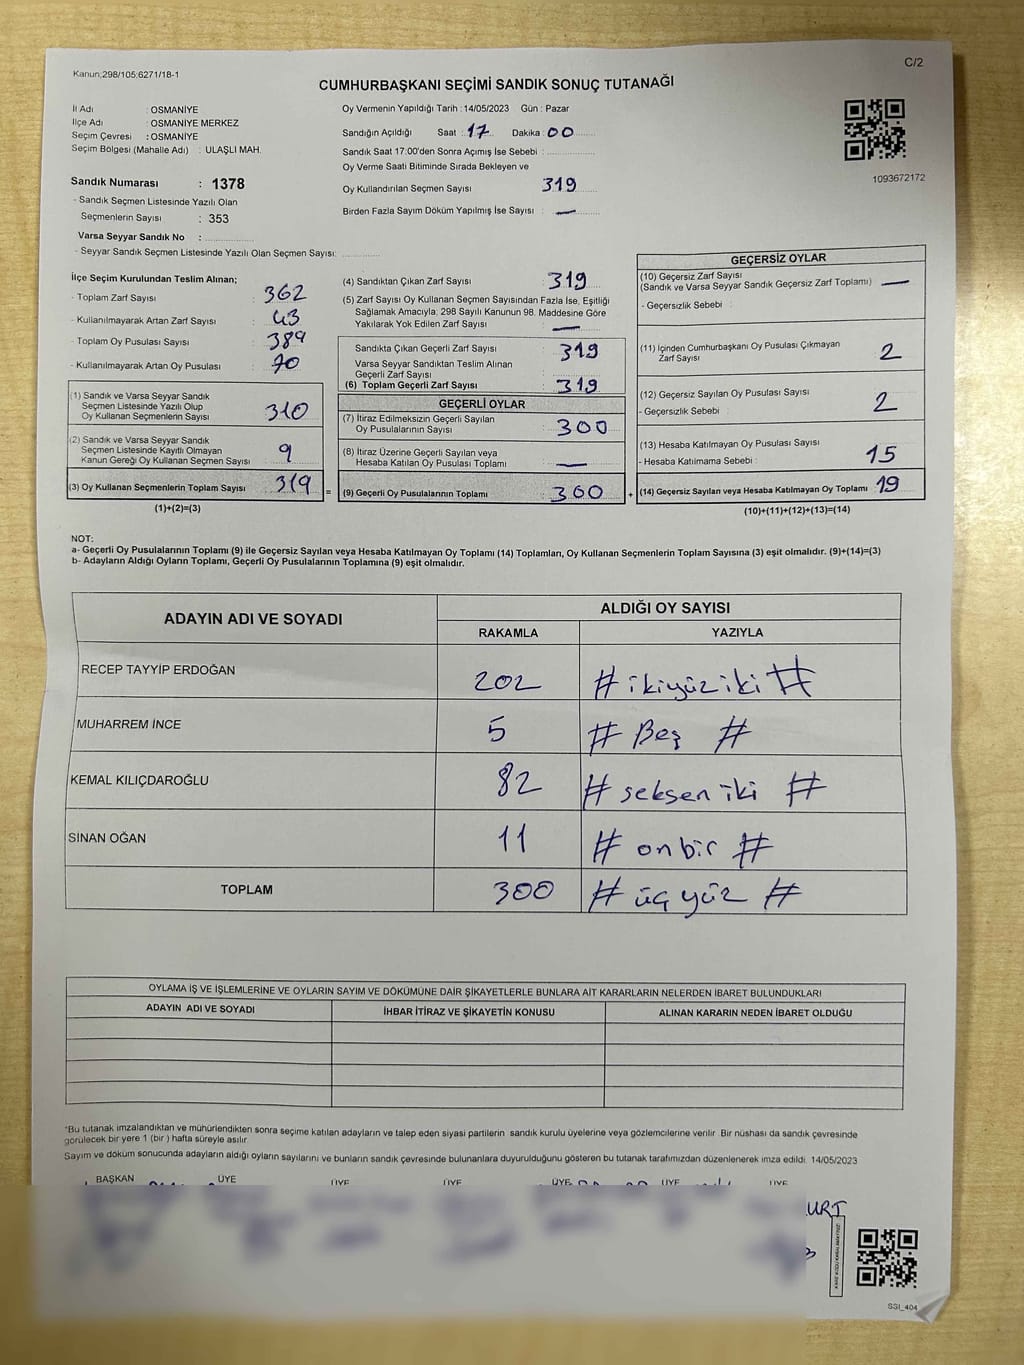 Kanun;298/105;6271/18-1
C/2
CUMHURBAŞKANI SEÇİMİ SANDIK SONUÇ TUTANAĞI
İl Adı : OSMANİYE
İlçe Adı : OSMANİYE MERKEZ
Seçim Çevresi : OSMANİYE
Seçim Bölgesi (Mahalle Adı) : ULAŞLI MAH.
Oy Vermenin Yapıldığı Tarih :14/05/2023 Gün : Pazar
Sandığın Açıldığı Saat : 17 Dakika : 00
Sandık Saat 17:00'den Sonra Açımış İse Sebebi :
Oy Verme Saati Bitiminde Sırada Bekleyen ve
Oy Kullandırılan Seçmen Sayısı 319
Birden Fazla Sayım Döküm Yapılmış İse Sayısı : —
1093672172
Sandık Numarası : 1378
- Sandık Seçmen Listesinde Yazılı Olan
Seçmenlerin Sayısı : 353
Varsa Seyyar Sandık No :
- Seyyar Sandık Seçmen Listesinde Yazılı Olan Seçmen Sayısı:
İlçe Seçim Kurulundan Teslim Alınan;
- Toplam Zarf Sayısı : 362
- Kullanılmayarak Artan Zarf Sayısı : 43
- Toplam Oy Pusulası Sayısı : 389
- Kullanılmayarak Artan Oy Pusulası : 70
(1) Sandık ve Varsa Seyyar Sandık
Seçmen Listesinde Yazılı Olup
Oy Kullanan Seçmenlerin Sayısı : 310
(2) Sandık ve Varsa Seyyar Sandık
Seçmen Listesinde Kayıtlı Olmayan
Kanun Gereği Oy Kullanan Seçmen Sayısı : 9
(3) Oy Kullanan Seçmenlerin Toplam Sayısı : 319 =
(1)+(2)=(3)
(4) Sandıktan Çıkan Zarf Sayısı : 319
(5) Zarf Sayısı Oy Kullanan Seçmen Sayısından Fazla İse, Eşitliği
Sağlamak Amacıyla; 298 Sayılı Kanunun 98. Maddesine Göre
Yakılarak Yok Edilen Zarf Sayısı : —
Sandıkta Çıkan Geçerli Zarf Sayısı : 319
Varsa Seyyar Sandıktan Teslim Alınan
Geçerli Zarf Sayısı :
(6) Toplam Geçerli Zarf Sayısı : 319
GEÇERLİ OYLAR
(7) İtiraz Edilmeksizin Geçerli Sayılan
Oy Pusulalarının Sayısı : 300
(8) İtiraz Üzerine Geçerli Sayılan veya
Hesaba Katılan Oy Pusulası Toplamı : —
(9) Geçerli Oy Pusulalarının Toplamı : 300 +
GEÇERSİZ OYLAR
(10) Geçersiz Zarf Sayısı
(Sandık ve Varsa Seyyar Sandık Geçersiz Zarf Toplamı) : —
- Geçersizlik Sebebi :
(11) İçinden Cumhurbaşkanı Oy Pusulası Çıkmayan
Zarf Sayısı : 2
(12) Geçersiz Sayılan Oy Pusulası Sayısı : 2
- Geçersizlik Sebebi :
(13) Hesaba Katılmayan Oy Pusulası Sayısı : 15
- Hesaba Katılmama Sebebi :
(14) Geçersiz Sayılan veya Hesaba Katılmayan Oy Toplamı : 19
(10)+(11)+(12)+(13)=(14)
NOT:
a- Geçerli Oy Pusulalarının Toplamı (9) ile Geçersiz Sayılan veya Hesaba Katılmayan Oy Toplamı (14) Toplamları, Oy Kullanan Seçmenlerin Toplam Sayısına (3) eşit olmalıdır. (9)+(14)=(3)
b- Adayların Aldığı Oyların Toplamı, Geçerli Oy Pusulalarının Toplamına (9) eşit olmalıdır.
ADAYIN ADI VE SOYADI ALDIĞI OY SAYISI
RAKAMLA YAZIYLA
RECEP TAYYİP ERDOĞAN 202 # ikiyüz iki #
MUHARREM İNCE 5 # Beş #
KEMAL KILIÇDAROĞLU 82 # seksen iki #
SİNAN OĞAN 11 # onbir #
TOPLAM 300 # üç yüz #
OYLAMA İŞ VE İŞLEMLERİNE VE OYLARIN SAYIM VE DÖKÜMÜNE DAİR ŞİKAYETLERLE BUNLARA AİT KARARLARIN NELERDEN İBARET BULUNDUKLARI
ADAYIN ADI VE SOYADI İHBAR İTİRAZ VE ŞİKAYETİN KONUSU ALINAN KARARIN NEDEN İBARET OLDUĞU
*Bu tutanak imzalandıktan ve mühürlendikten sonra seçime katılan adayların ve talep eden siyasi partilerin sandık kurulu üyelerine veya gözlemcilerine verilir. Bir nüshası da sandık çevresinde
görülecek bir yere 1 (bir ) hafta süreyle asılır.
Sayım ve döküm sonucunda adayların aldığı oyların sayılarını ve bunların sandık çevresinde bulunanlara duyurulduğunu gösteren bu tutanak tarafımızdan düzenlenerek imza edildi. 14/05/2023
BAŞKAN ÜYE ÜYE ÜYE ÜYE ÜYE ÜYE
URT
SSI_404